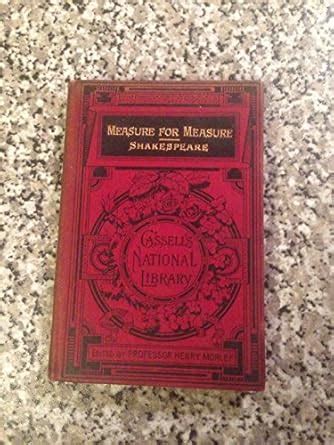 MEASURE FOR MEASURE
SHAKESPEARE
CASSELL'S
NATIONAL
LIBRARY
EDITED BY PROFESSOR HENRY MORLEY